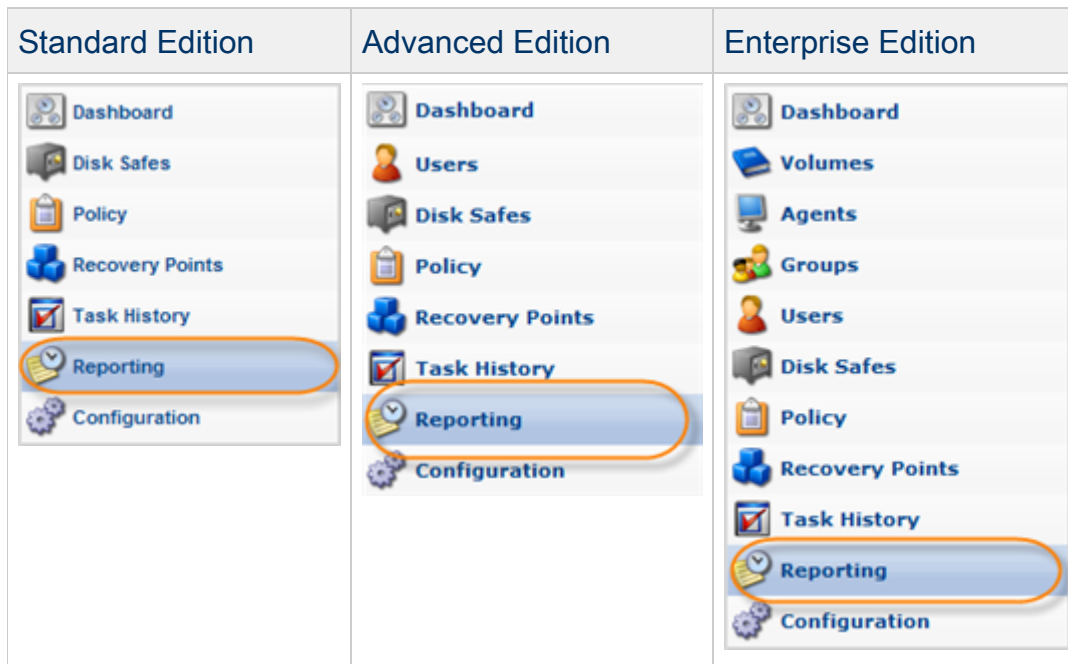 Standard Edition
Advanced Edition
Enterprise Edition
Dashboard
Disk Safes
Policy
Recovery Points
Task History
Reporting
Configuration
Dashboard
Users
Disk Safes
Policy
Recovery Points
Task History
Reporting
Configuration
Dashboard
Volumes
Agents
Groups
Users
Disk Safes
Policy
Recovery Points
Task History
Reporting
Configuration